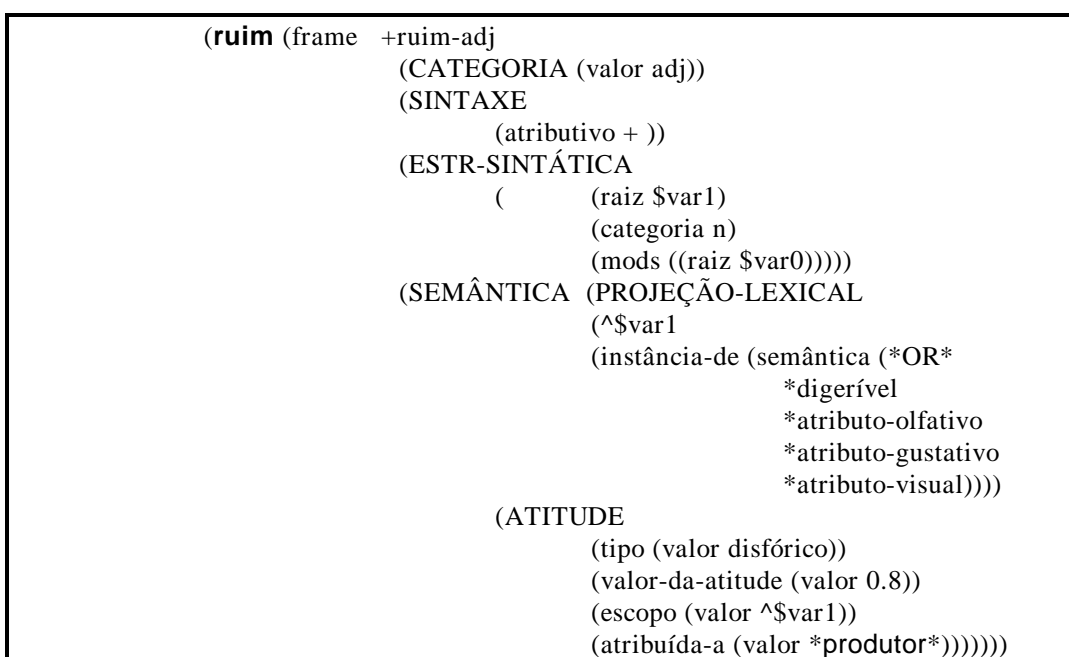 (ruim (frame +ruim-adj
(CATEGORIA (valor adj))
(SINTAXE
(atributivo + ))
(ESTR-SINTÁTICA
( (raiz $var1)
(categoria n)
(mods ((raiz $var0)))))
(SEMÂNTICA (PROJEÇÃO-LEXICAL
(^$var1
(instância-de (semântica (*OR*
*digerível
*atributo-olfativo
*atributo-gustativo
*atributo-visual))))
(ATITUDE
(tipo (valor disfórico))
(valor-da-atitude (valor 0.8))
(escopo (valor ^$var1))
(atribuída-a (valor *produtor*)))))))